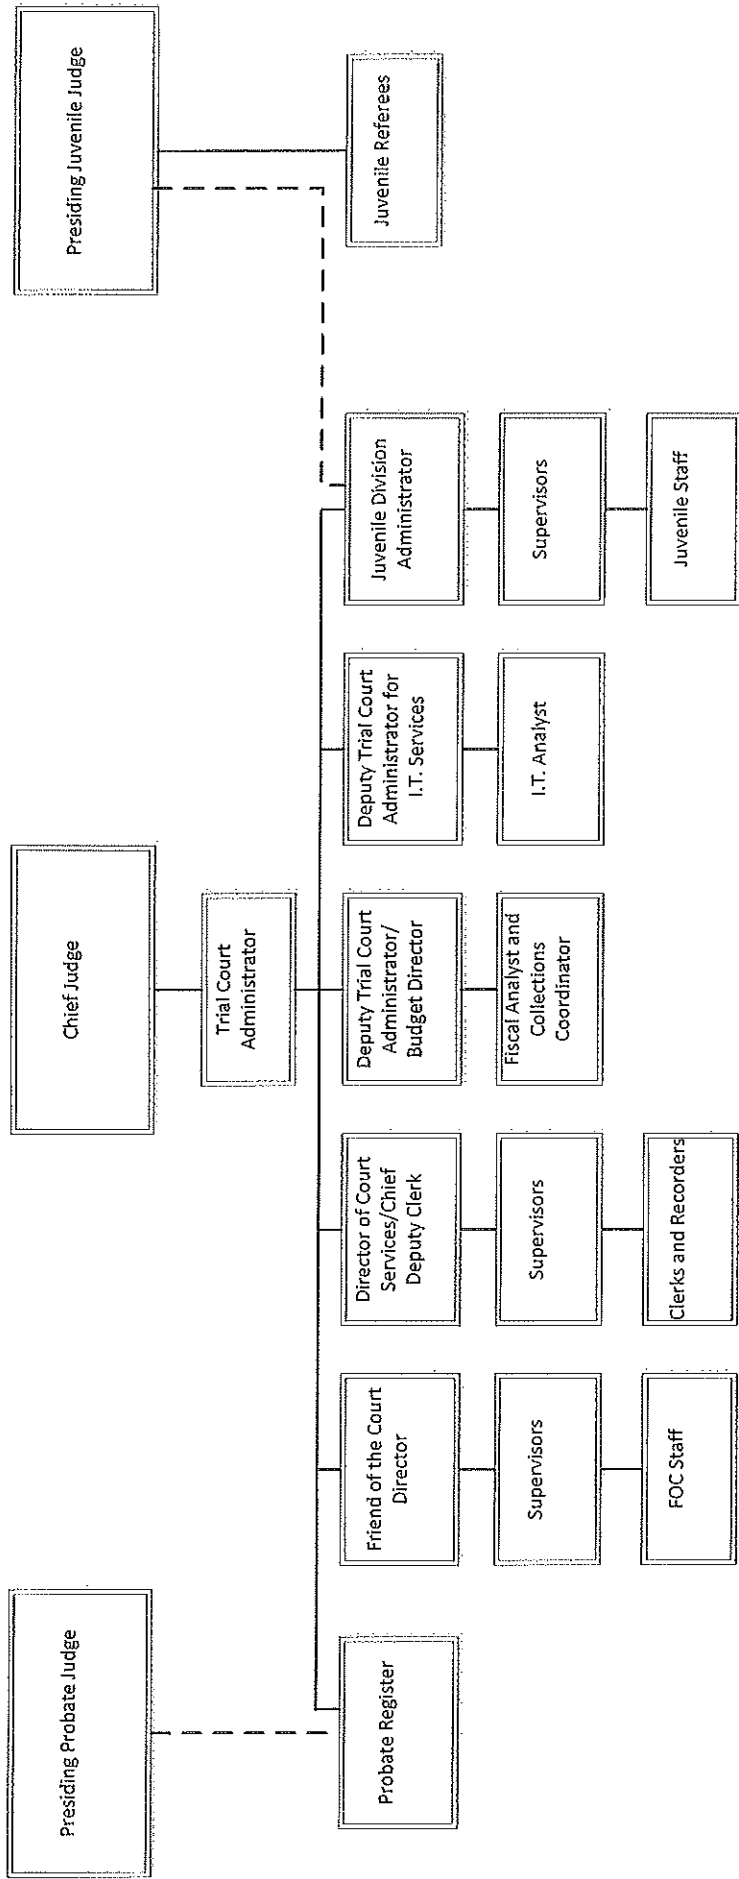 Presiding Probate Judge
Chief Judge
Presiding Juvenile Judge
Trial Court
Administrator
Probate Register
Friend of the Court
Director
Director of Court
Services/Chief
Deputy Clerk
Deputy Trial Court
Administrator/
Budget Director
Deputy Trial Court
Administrator for
I.T. Services
Juvenile Division
Administrator
Juvenile Referees
Supervisors
Supervisors
Fiscal Analyst and
Collections
Coordinator
I.T. Analyst
Supervisors
FOC Staff
Clerks and Recorders
Juvenile Staff